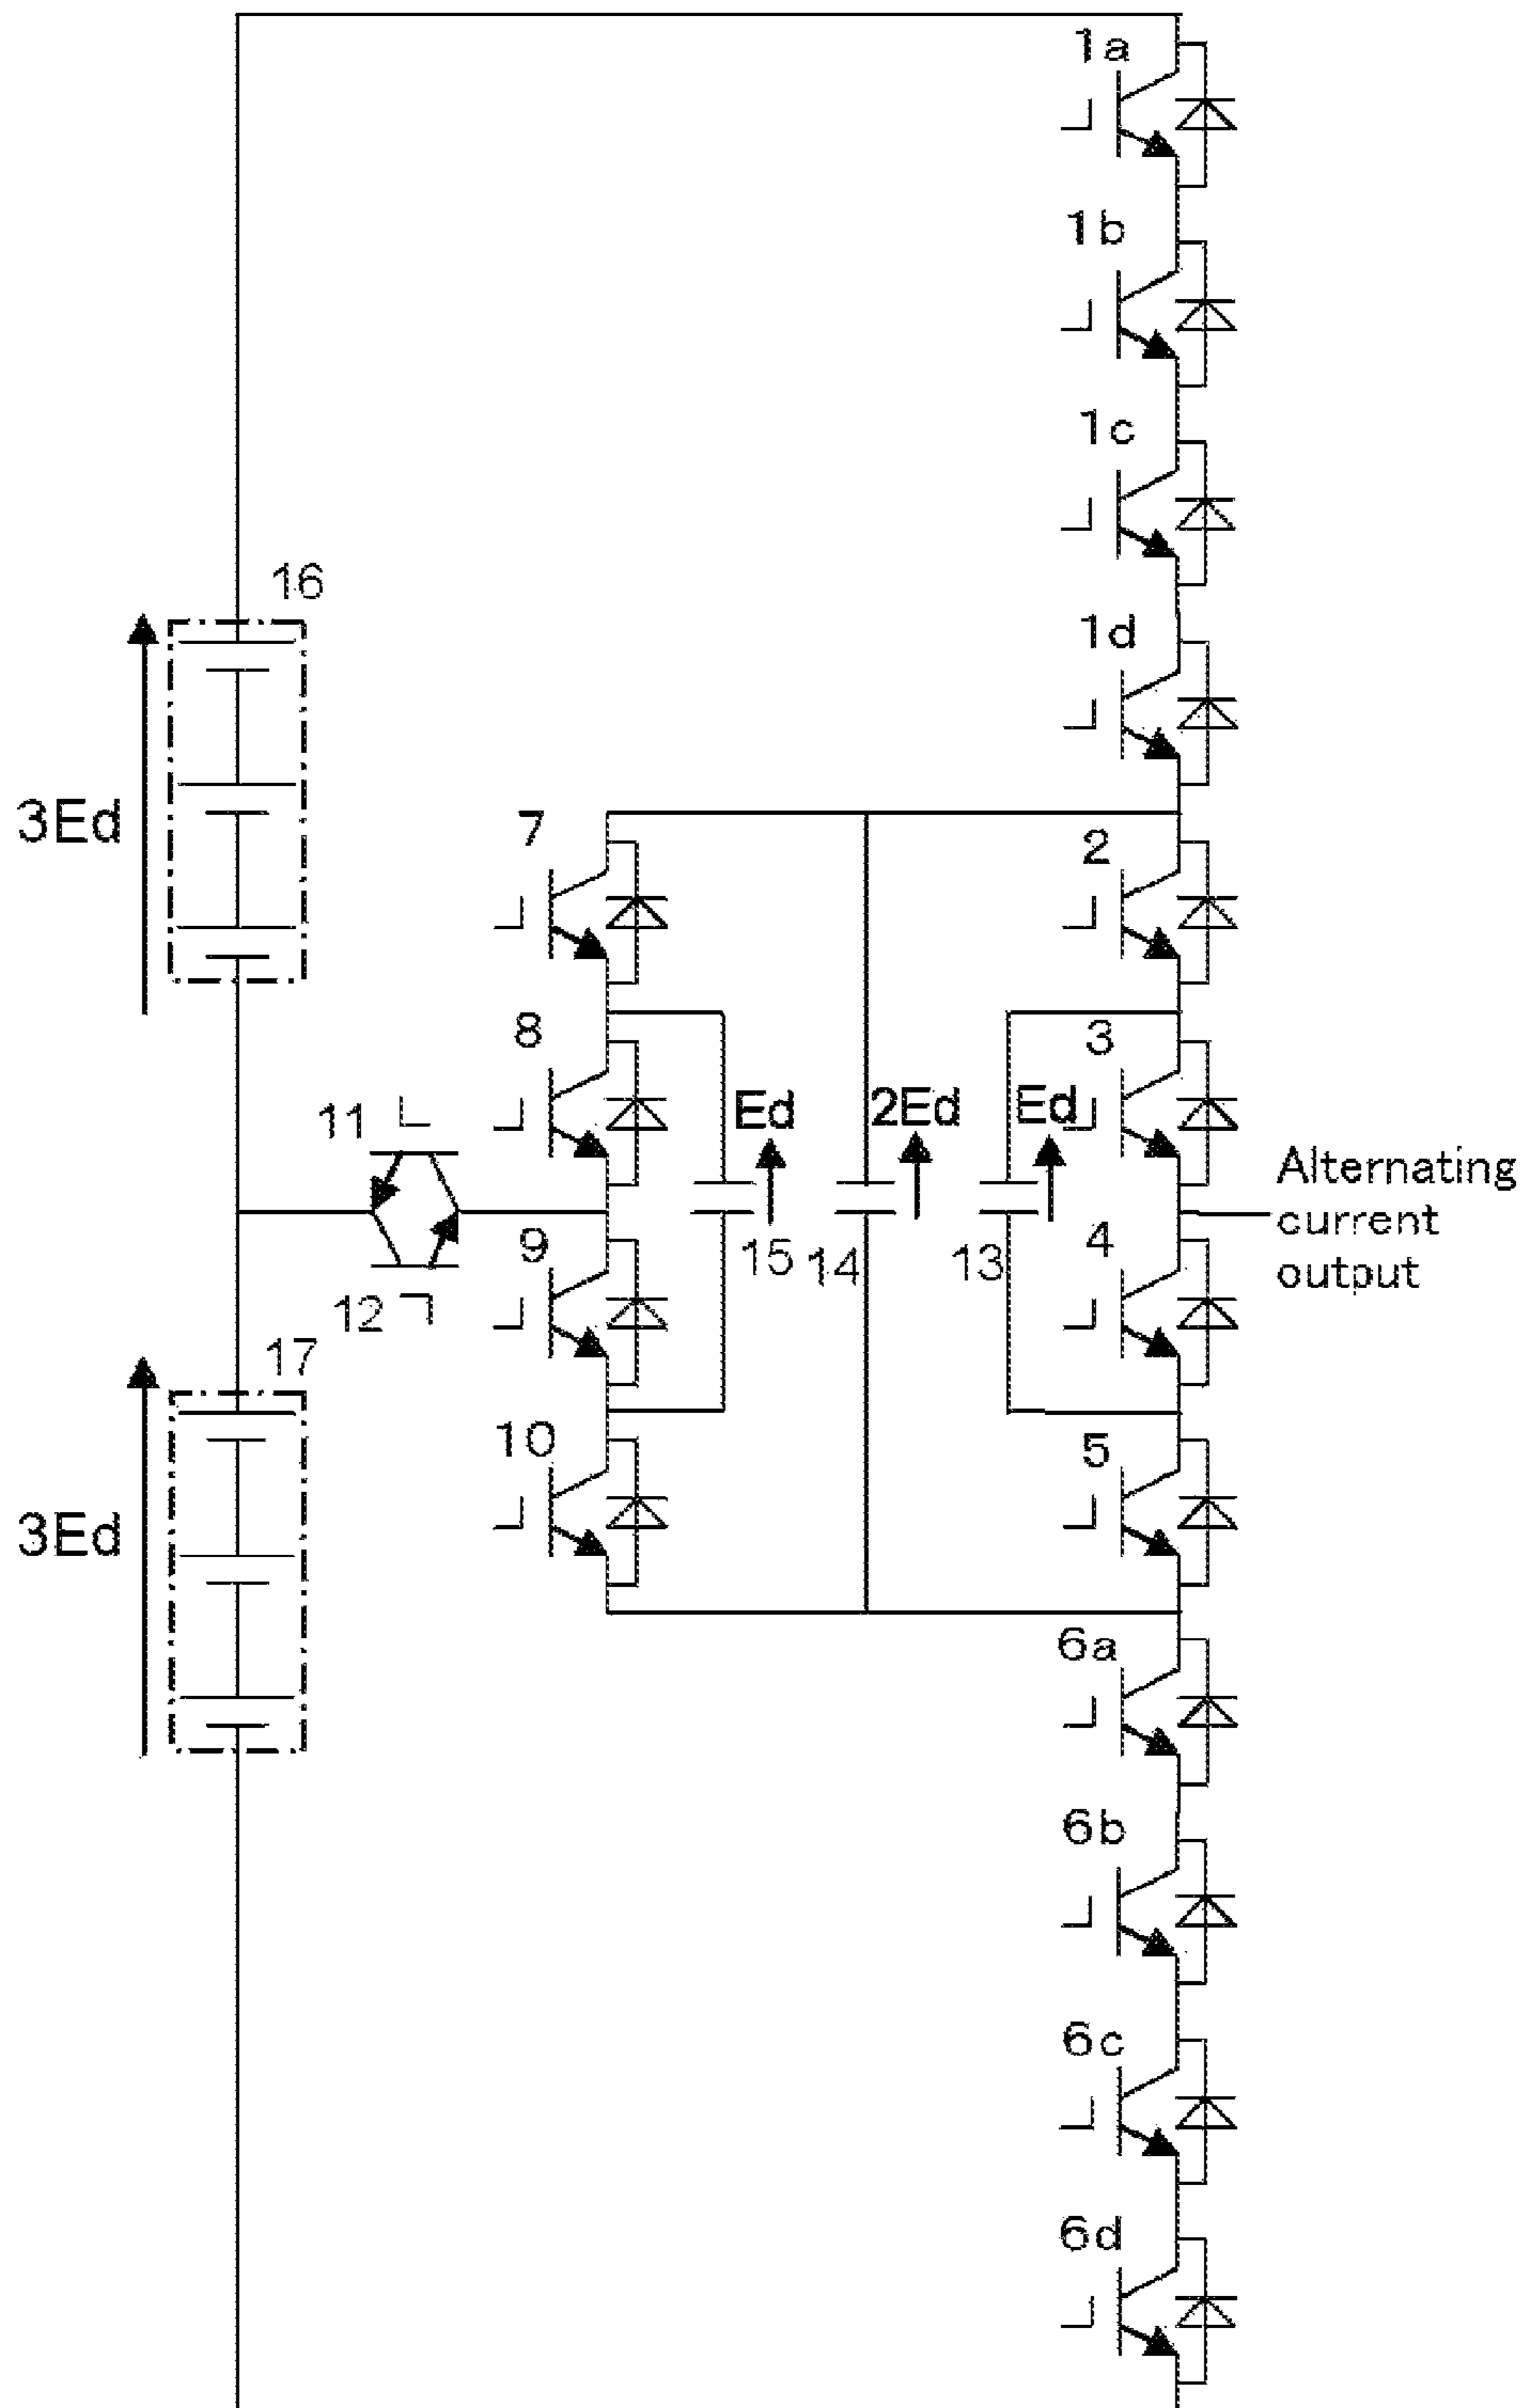 1a
1b
1c
1d
16
3Ed
7
2
8
3
11
Ed
2Ed
Ed
Alternating
current
output
9
4
15
14
13
12
17
10
5
3Ed
6a
6b
6c
6d